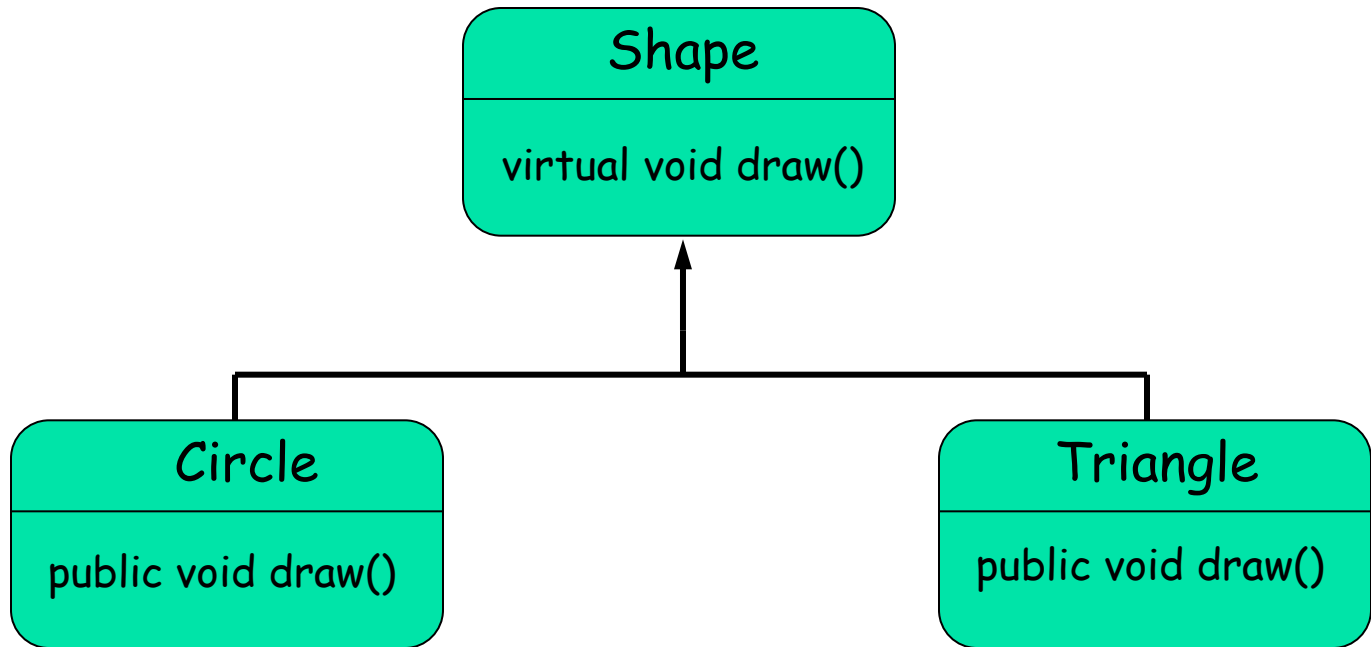 Shape
virtual void draw()
Circle
public void draw()
Triangle
public void draw()